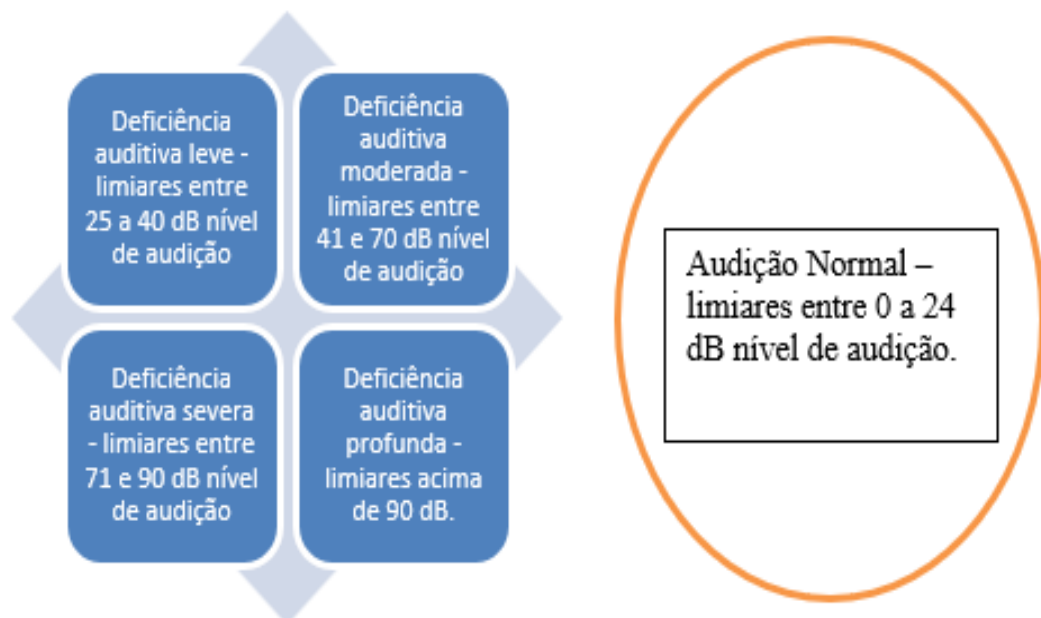 Deficiência
auditiva leve -
limiares entre
25 a 40 dB nível
de audição
Deficiência
auditiva
moderada -
limiares entre
41 e 70 dB nível
de audição
Deficiência
auditiva severa
- limiares entre
71 e 90 dB nível
de audição
Deficiência
auditiva
profunda -
limiares acima
de 90 dB.
Audição Normal –
limiares entre 0 a 24
dB nível de audição.